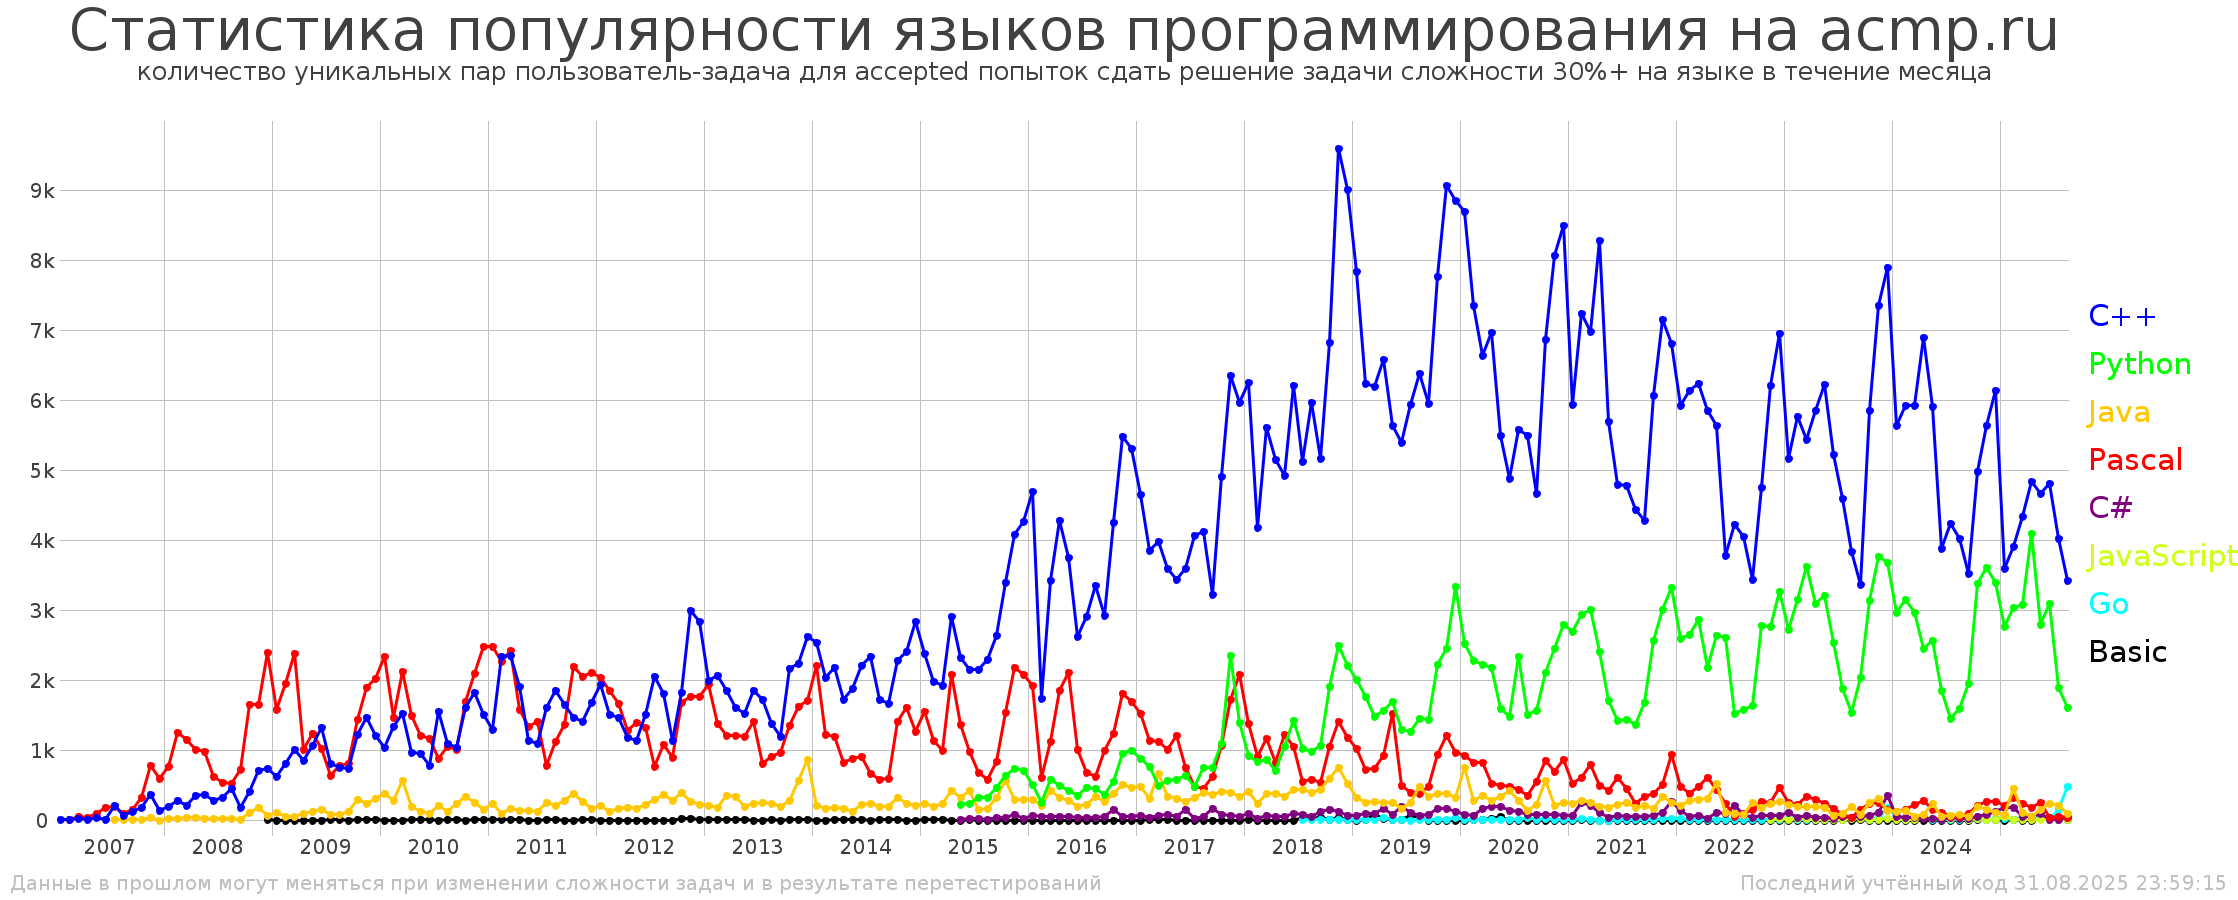 Статистика популярности языков программирования на acmp.ru
количество уникальных пар пользователь-задача для accepted попыток сдать решение задачи сложности 30%+ на языке в течение месяца
9k
8k
7k
6k
5k
4k
3k
2k
1k
0
C++
Python
Java
Pascal
C#
JavaScript
Go
Basic
2007 2008 2009 2010 2011 2012 2013 2014 2015 2016 2017 2018 2019 2020 2021 2022 2023 2024
Данные в прошлом могут меняться при изменении сложности задач и в результате перетестирований
Последний учтённый код 31.08.2025 23:59:15